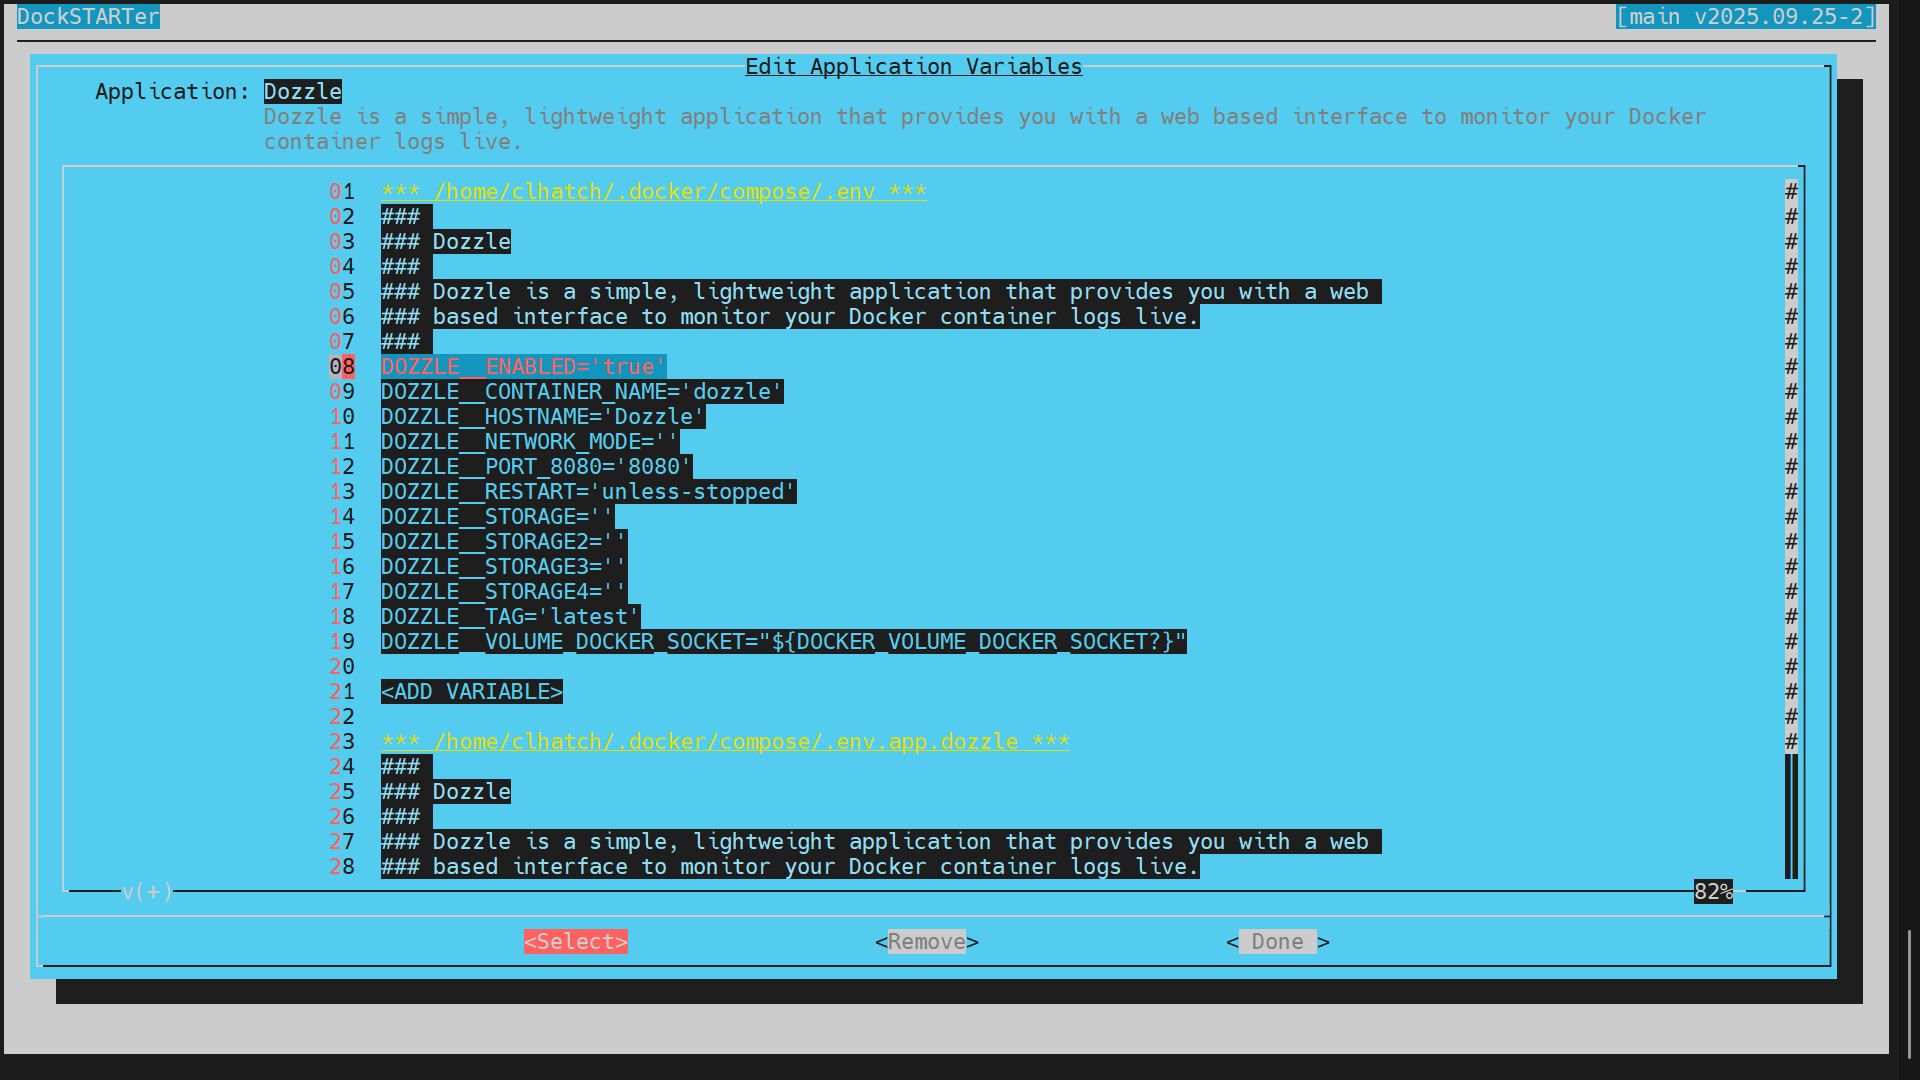 DockSTARTer [main v2025.09.25-2]
Edit Application Variables
Application: Dozzle
Dozzle is a simple, lightweight application that provides you with a web based interface to monitor your Docker
container logs live.
01 *** /home/clhatch/.docker/compose/.env *** #
02 ### #
03 ### Dozzle #
04 ### #
05 ### Dozzle is a simple, lightweight application that provides you with a web #
06 ### based interface to monitor your Docker container logs live. #
07 ### #
08 DOZZLE__ENABLED='true' #
09 DOZZLE__CONTAINER_NAME='dozzle' #
10 DOZZLE__HOSTNAME='Dozzle' #
11 DOZZLE__NETWORK_MODE='' #
12 DOZZLE__PORT_8080='8080' #
13 DOZZLE__RESTART='unless-stopped' #
14 DOZZLE__STORAGE='' #
15 DOZZLE__STORAGE2='' #
16 DOZZLE__STORAGE3='' #
17 DOZZLE__STORAGE4='' #
18 DOZZLE__TAG='latest' #
19 DOZZLE__VOLUME_DOCKER_SOCKET="${DOCKER_VOLUME_DOCKER_SOCKET?}" #
20 #
21 <ADD VARIABLE> #
22 #
23 *** /home/clhatch/.docker/compose/.env.app.dozzle *** #
24 ###
25 ### Dozzle
26 ###
27 ### Dozzle is a simple, lightweight application that provides you with a web
28 ### based interface to monitor your Docker container logs live.
v(+) 82%
<Select> <Remove> < Done >